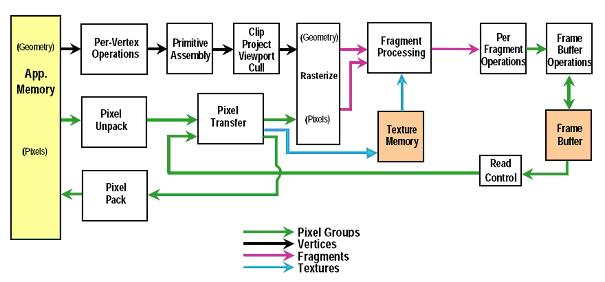 (Geometry)
App.
Memory
(Pixels)
Per-Vertex
Operations
Primitive
Assembly
Clip
Project
Viewport
Cull
(Geometry)
Rasterize
(Pixels)
Fragment
Processing
Per
Fragment
Operations
Frame
Buffer
Operations
Pixel
Unpack
Pixel
Transfer
Texture
Memory
Frame
Buffer
Pixel
Pack
Read
Control
Pixel Groups
Vertices
Fragments
Textures